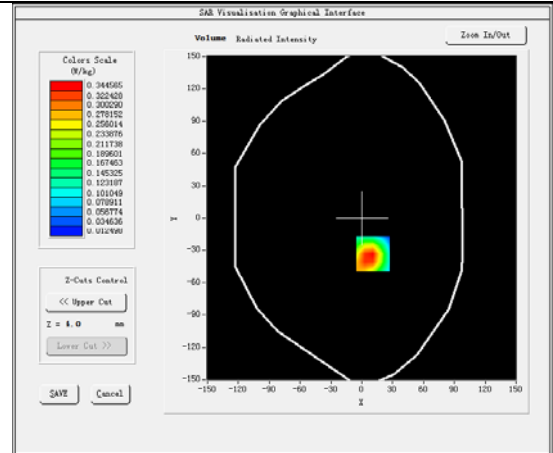 SAR Visualisation Graphical Interface
Volume Radiated Intensity
Zoom In/Out
Colors Scale
(W/kg)
0.344565
0.322428
0.300290
0.278152
0.256014
0.233876
0.211738
0.189601
0.167463
0.145325
0.123187
0.101049
0.078911
0.056774
0.034636
0.012498
150
120
90
60
30
0
-30
-60
-90
-120
-150
Y
-150 -120 -90 -60 -30 0 30 60 90 120 150
X
Z-Cuts Control
<< Upper Cut
Z = 4.0 mm
Lower Cut >>
SAVE Cancel